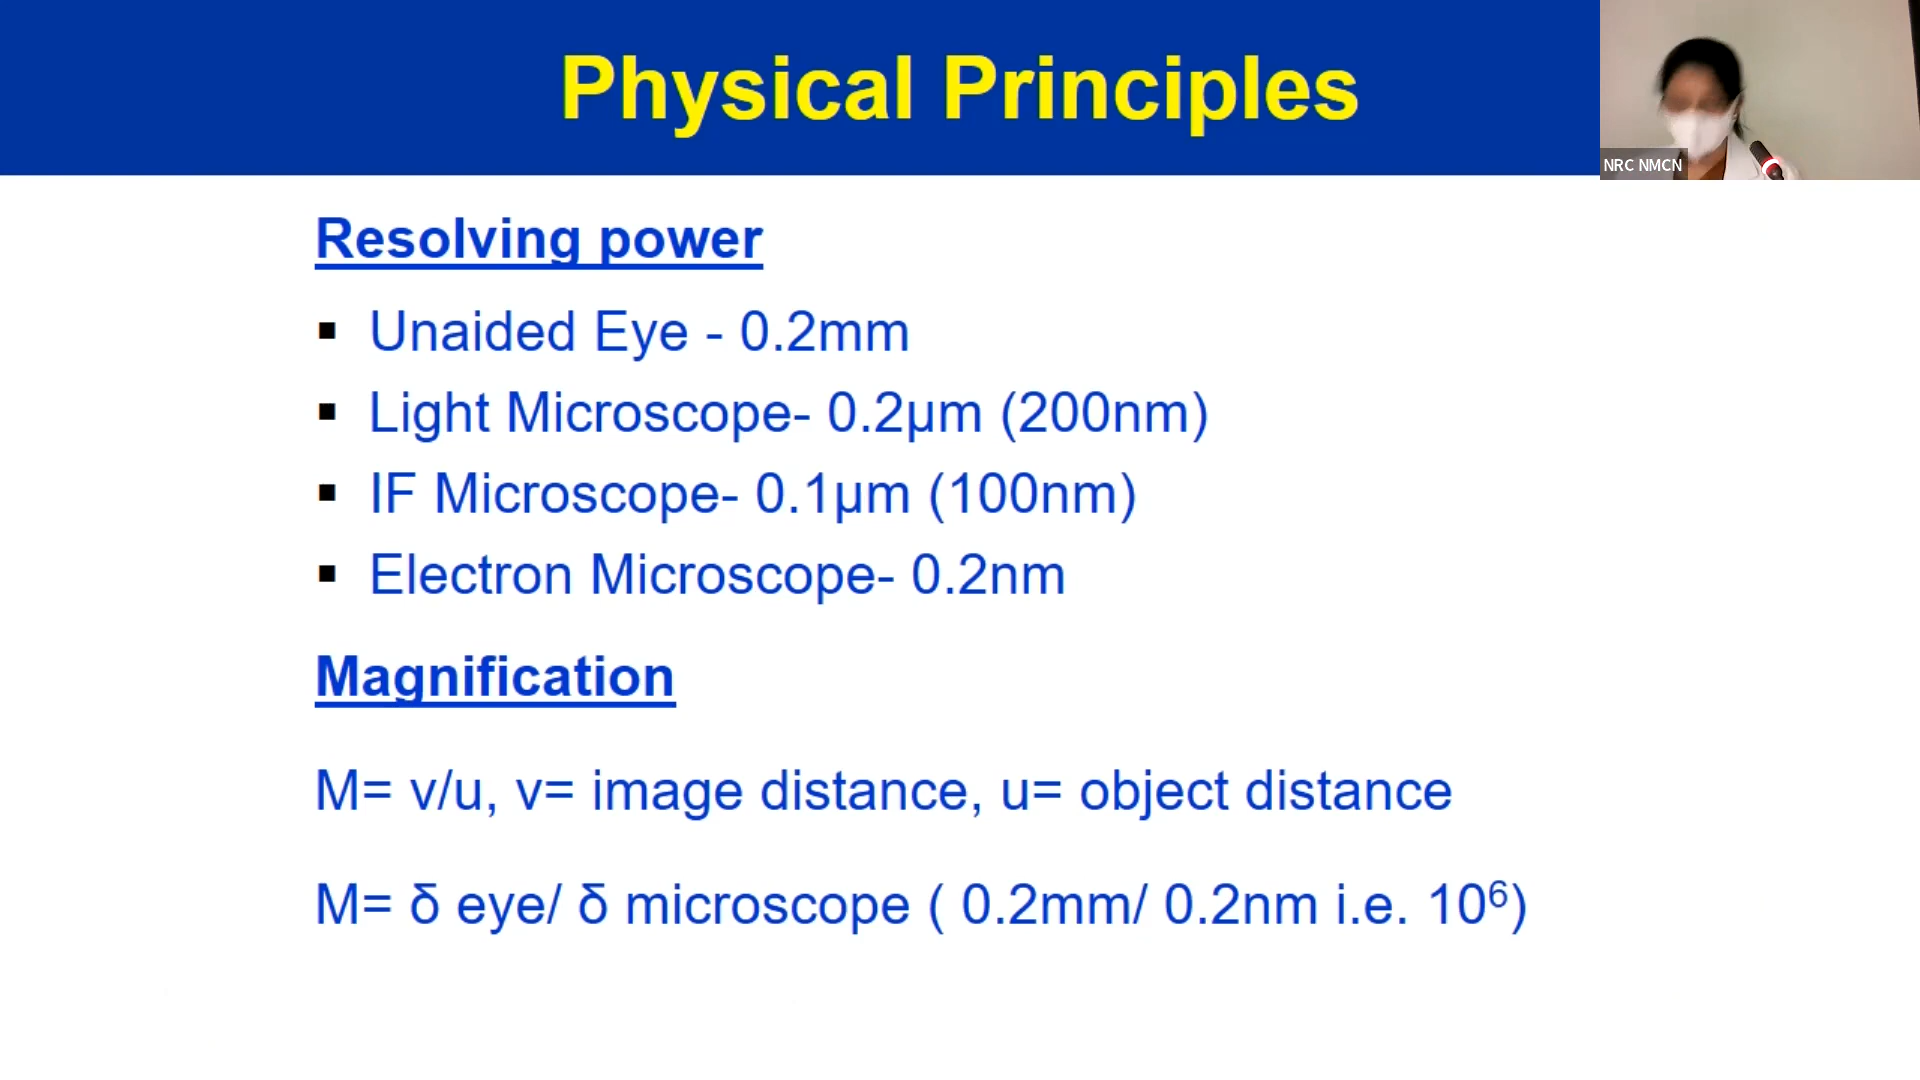 Physical Principles
NRC NMCN
Resolving power
▪ Unaided Eye - 0.2mm
▪ Light Microscope- 0.2μm (200nm)
▪ IF Microscope- 0.1μm (100nm)
▪ Electron Microscope- 0.2nm
Magnification
M= v/u, v= image distance, u= object distance
M= δ eye/ δ microscope ( 0.2mm/ 0.2nm i.e. 10⁶)